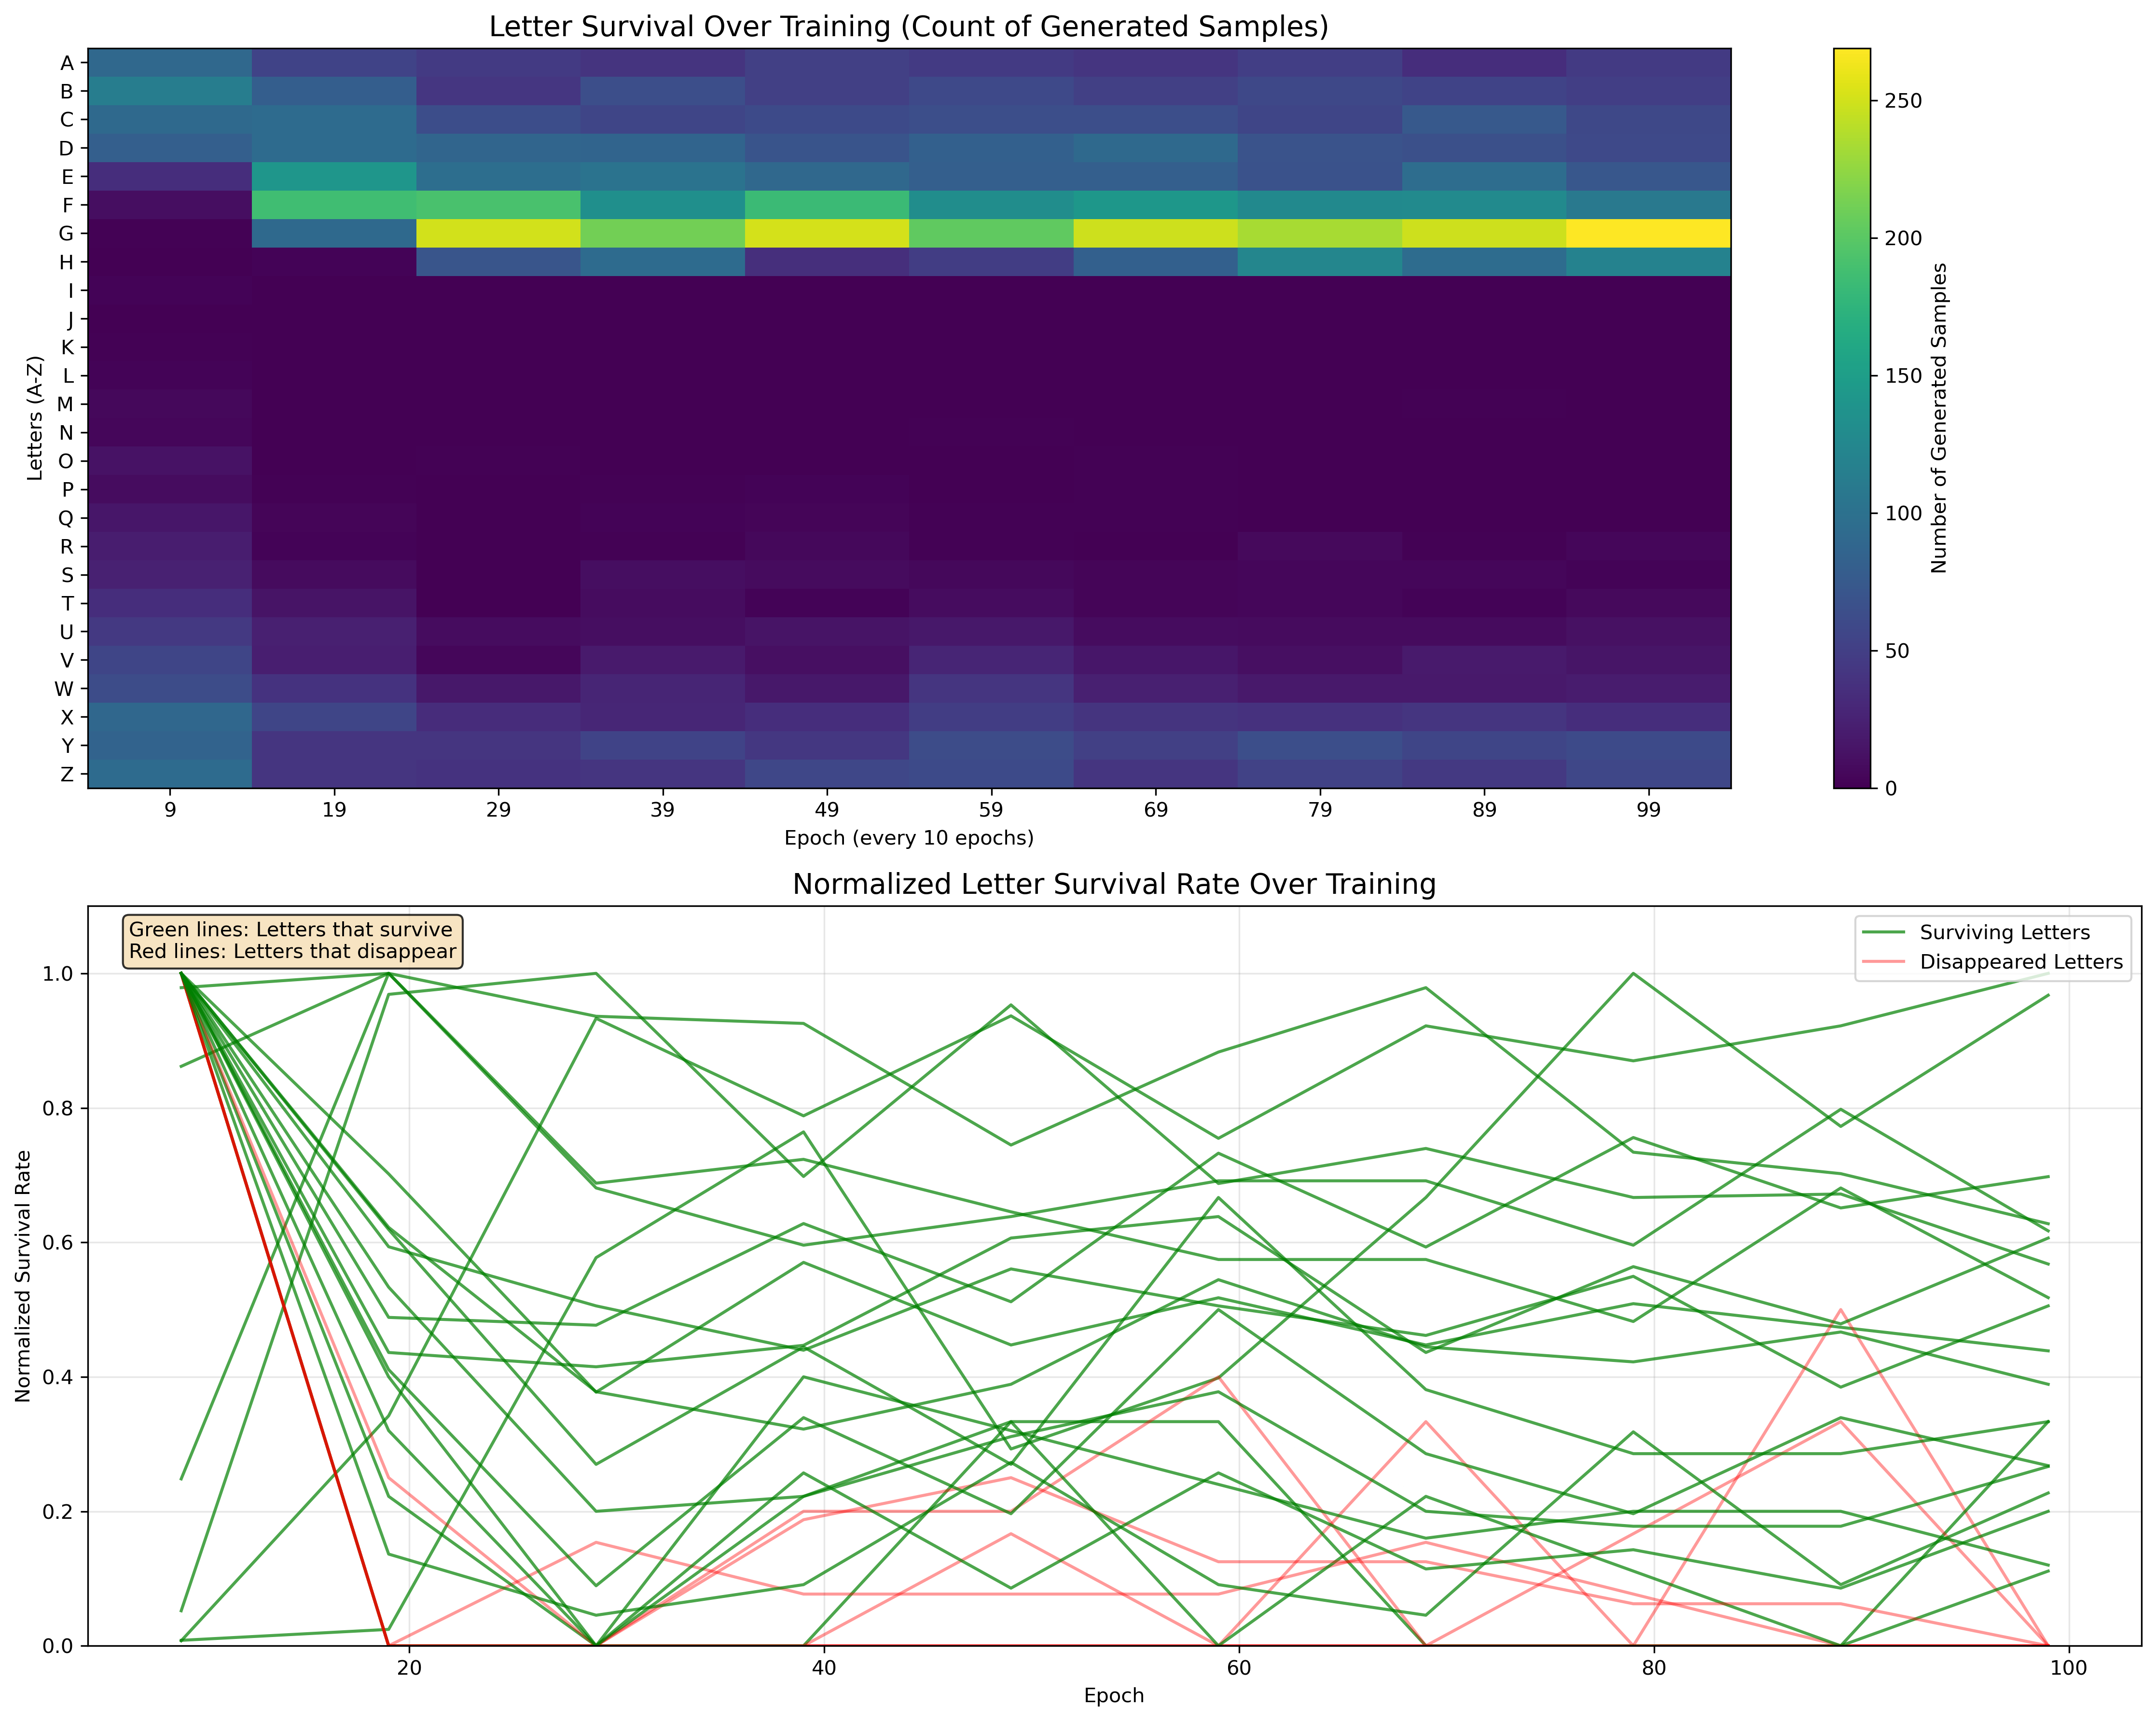 Letter Survival Over Training (Count of Generated Samples)
A
B
C
D
E
F
G
H
I
J
K
L
M
N
O
P
Q
R
S
T
U
V
W
X
Y
Z
Letters (A-Z)
9 19 29 39 49 59 69 79 89 99
Epoch (every 10 epochs)
250
200
150
100
50
0
Number of Generated Samples
Normalized Letter Survival Rate Over Training
Green lines: Letters that survive
Red lines: Letters that disappear
Surviving Letters
Disappeared Letters
1.0
0.8
0.6
0.4
0.2
0.0
Normalized Survival Rate
20 40 60 80 100
Epoch